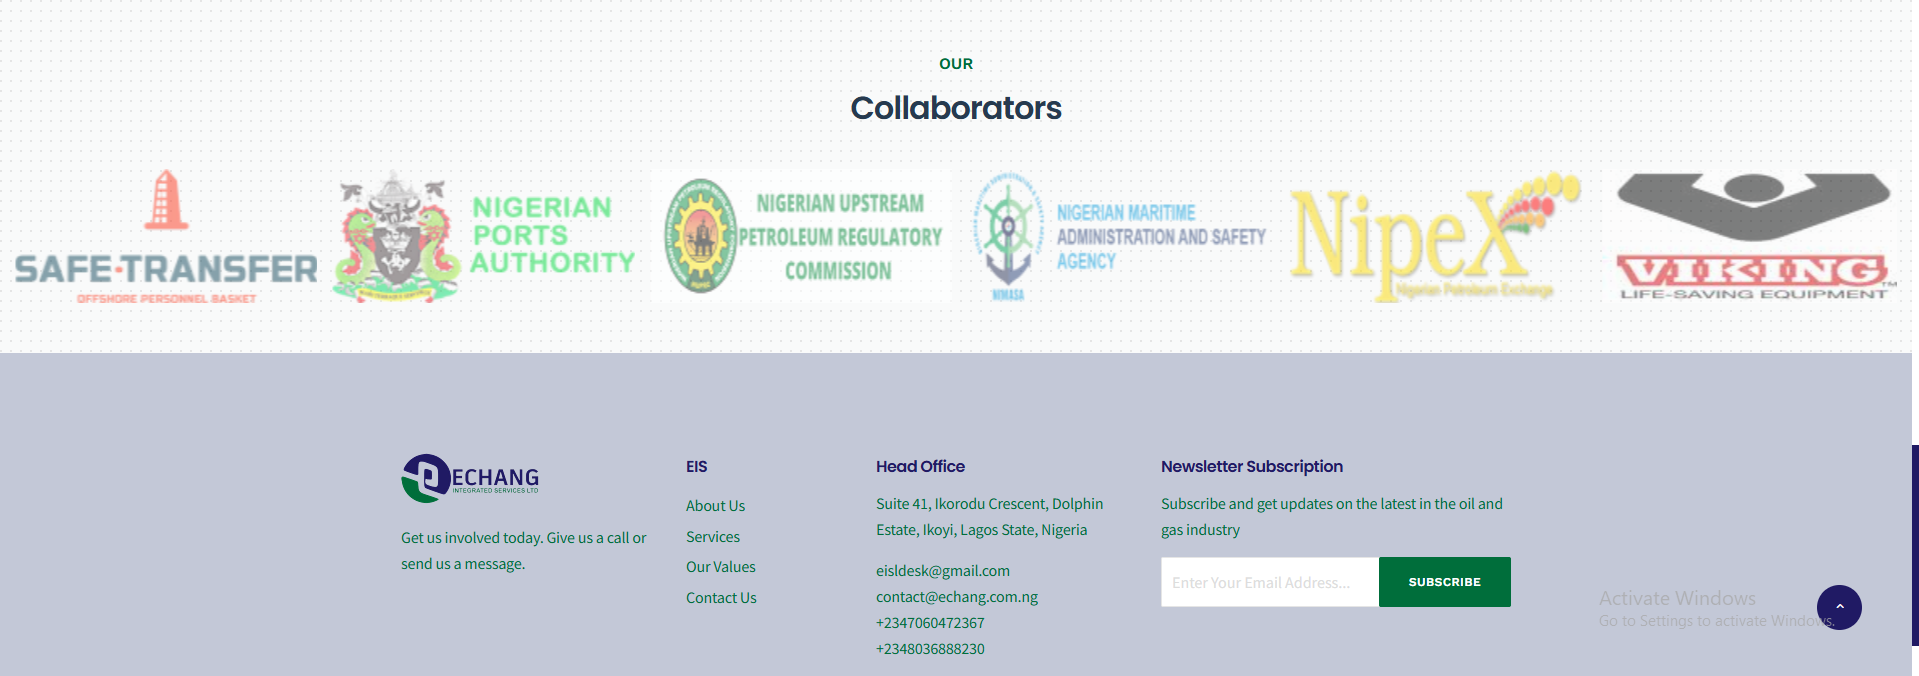 OUR
Collaborators
SAFE·TRANSFER
OFFSHORE PERSONNEL BASKET
NIGERIAN
PORTS
AUTHORITY
NIGERIAN UPSTREAM
PETROLEUM REGULATORY
COMMISSION
NIMASA
NIGERIAN MARITIME
ADMINISTRATION AND SAFETY
AGENCY
NipeX
Nigerian Petroleum Exchange
VIKING™
LIFE-SAVING EQUIPMENT
ECHANG
INTEGRATED SERVICES LTD
Get us involved today. Give us a call or
send us a message.
EIS
About Us
Services
Our Values
Contact Us
Head Office
Suite 41, Ikorodu Crescent, Dolphin
Estate, Ikoyi, Lagos State, Nigeria
eisldesk@gmail.com
contact@echang.com.ng
+2347060472367
+2348036888230
Newsletter Subscription
Subscribe and get updates on the latest in the oil and
gas industry
Enter Your Email Address...
SUBSCRIBE
Activate Windows
Go to Settings to activate Windows.